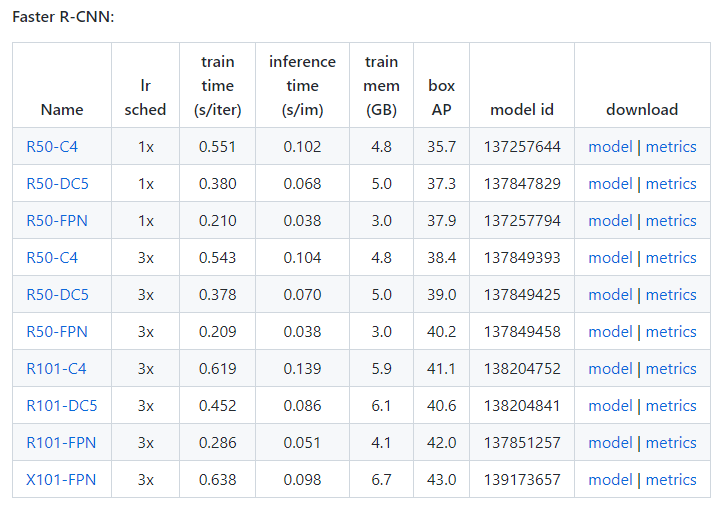 Faster R-CNN:
Name lr sched train time (s/iter) inference time (s/im) train mem (GB) box AP model id download
R50-C4 1x 0.551 0.102 4.8 35.7 137257644 model | metrics
R50-DC5 1x 0.380 0.068 5.0 37.3 137847829 model | metrics
R50-FPN 1x 0.210 0.038 3.0 37.9 137257794 model | metrics
R50-C4 3x 0.543 0.104 4.8 38.4 137849393 model | metrics
R50-DC5 3x 0.378 0.070 5.0 39.0 137849425 model | metrics
R50-FPN 3x 0.209 0.038 3.0 40.2 137849458 model | metrics
R101-C4 3x 0.619 0.139 5.9 41.1 138204752 model | metrics
R101-DC5 3x 0.452 0.086 6.1 40.6 138204841 model | metrics
R101-FPN 3x 0.286 0.051 4.1 42.0 137851257 model | metrics
X101-FPN 3x 0.638 0.098 6.7 43.0 139173657 model | metrics